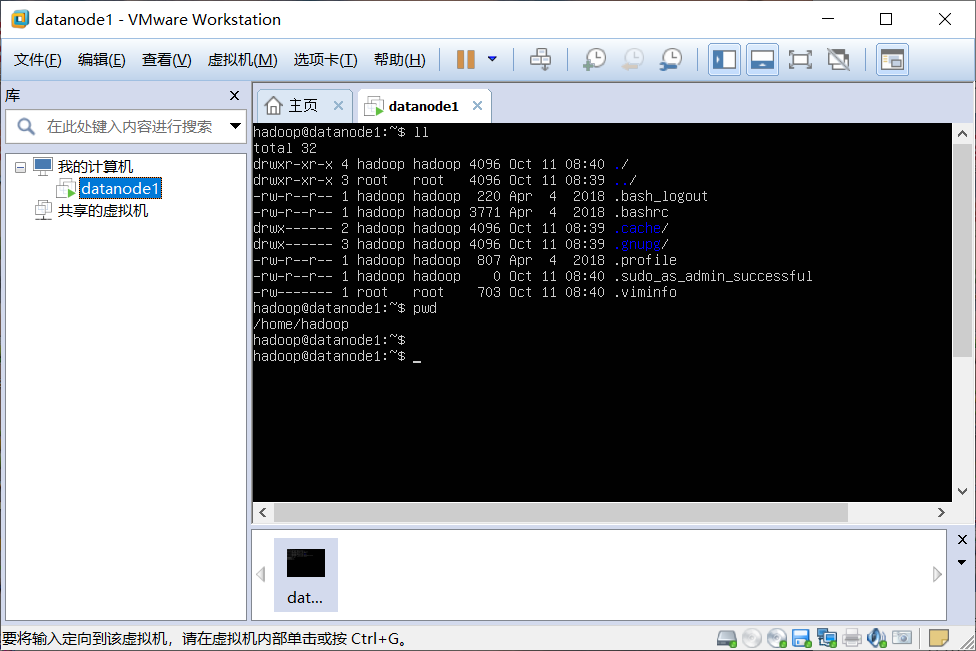 datanode1 - VMware Workstation
文件(F) 编辑(E) 查看(V) 虚拟机(M) 选项卡(T) 帮助(H)
库
在此处键入内容进行搜索
我的计算机
datanode1
共享的虚拟机
主页 datanode1
hadoop@datanode1:~$ ll
total 32
drwxr-xr-x 4 hadoop hadoop 4096 Oct 11 08:40 ./
drwxr-xr-x 3 root   root   4096 Oct 11 08:39 ../
-rw-r--r-- 1 hadoop hadoop  220 Apr  4  2018 .bash_logout
-rw-r--r-- 1 hadoop hadoop 3771 Apr  4  2018 .bashrc
drwx------ 2 hadoop hadoop 4096 Oct 11 08:39 .cache/
drwx------ 3 hadoop hadoop 4096 Oct 11 08:39 .gnupg/
-rw-r--r-- 1 hadoop hadoop  807 Apr  4  2018 .profile
-rw-r--r-- 1 hadoop hadoop    0 Oct 11 08:40 .sudo_as_admin_successful
-rw------- 1 root   root    703 Oct 11 08:40 .viminfo
hadoop@datanode1:~$ pwd
/home/hadoop
hadoop@datanode1:~$
hadoop@datanode1:~$ _
dat...
要将输入定向到该虚拟机，请在虚拟机内部单击或按 Ctrl+G。